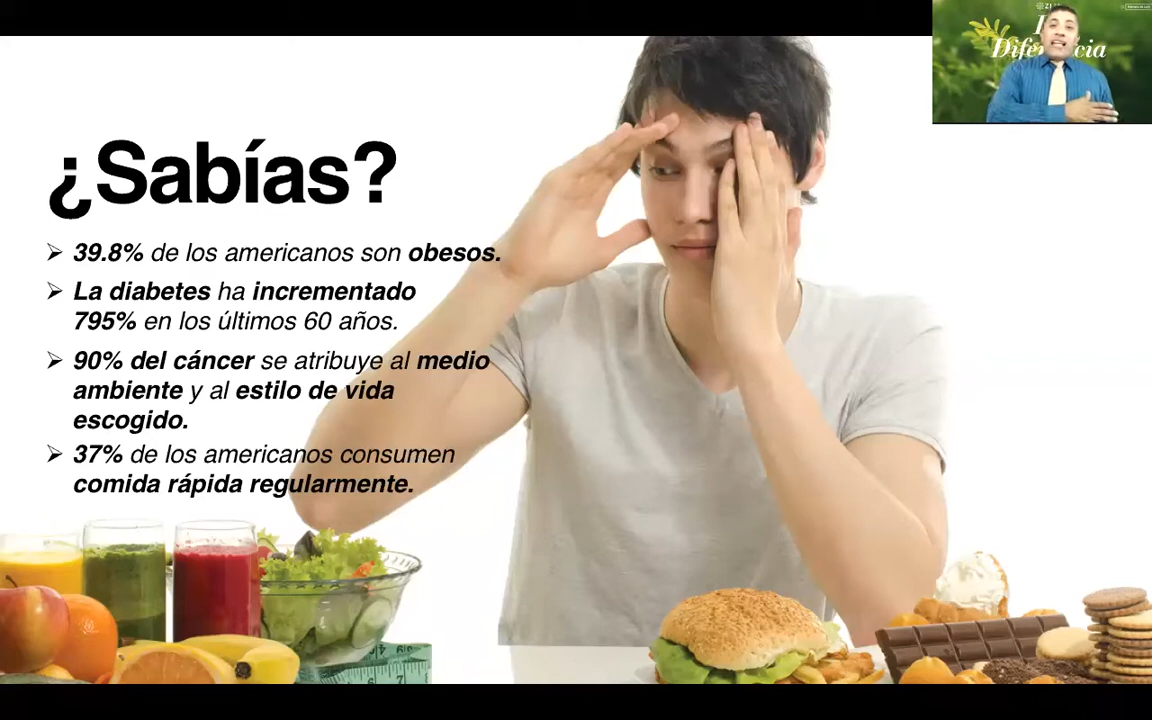 ¿Sabías?
➢ 39.8% de los americanos son obesos.
➢ La diabetes ha incrementado
795% en los últimos 60 años.
➢ 90% del cáncer se atribuye al medio
ambiente y al estilo de vida
escogido.
➢ 37% de los americanos consumen
comida rápida regularmente.